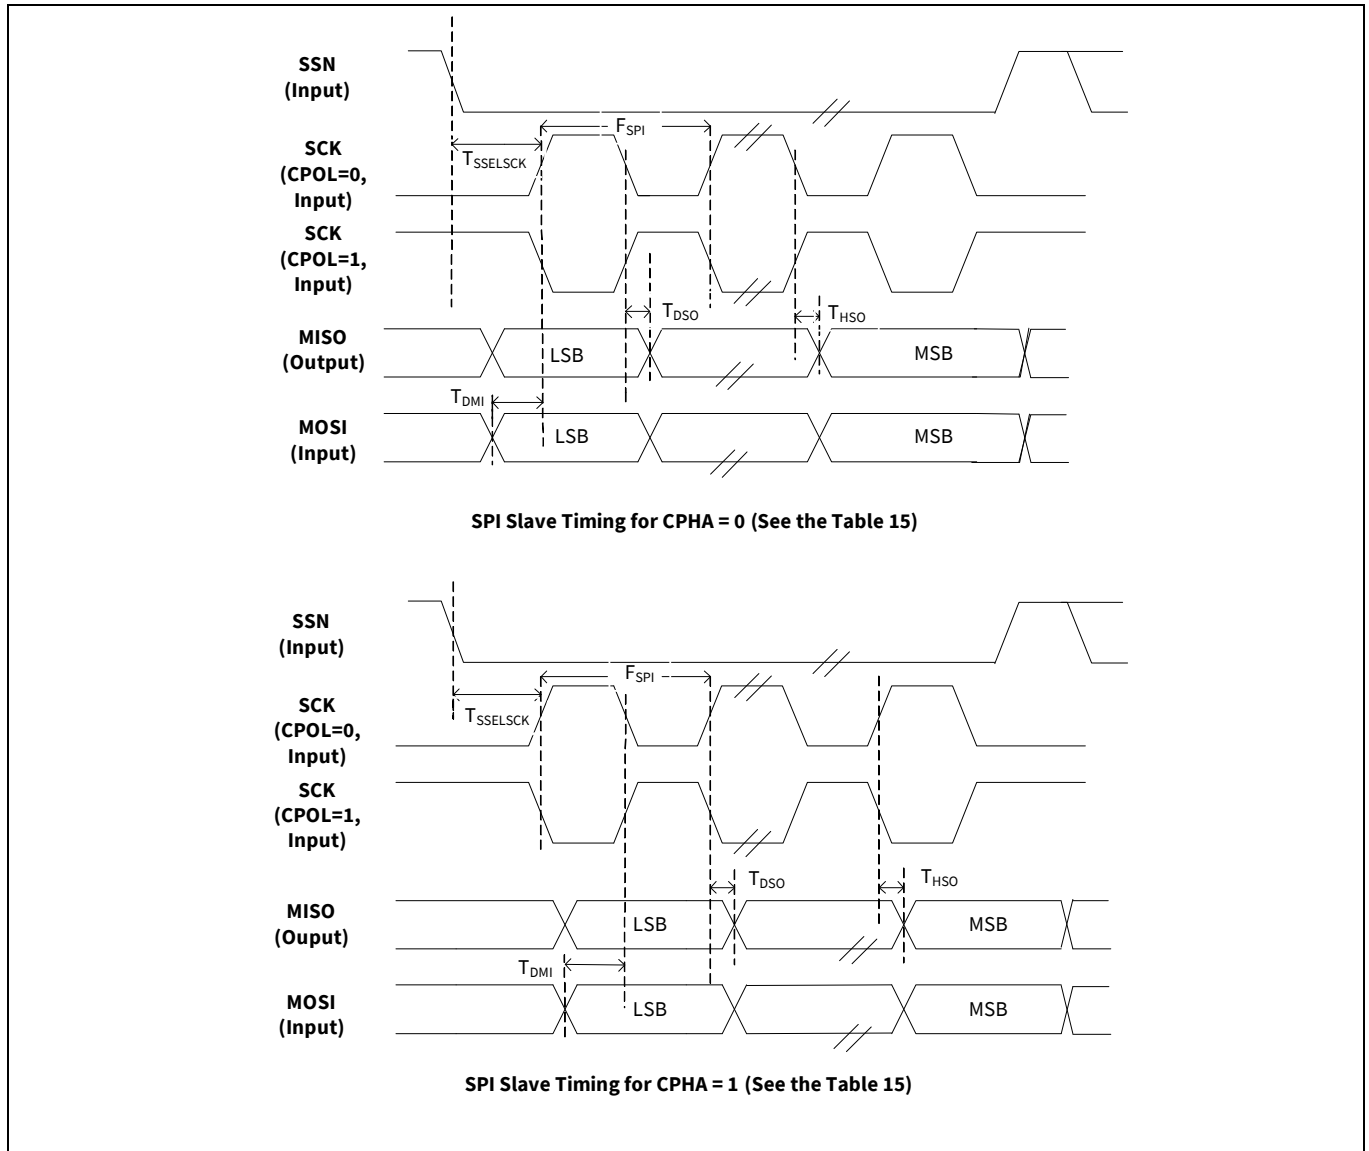 SSN
(Input)
F_SPI
SCK
(CPOL=0,
Input)
T_SSELSCK
SCK
(CPOL=1,
Input)
T_DSO
T_HSO
MISO
(Output)
LSB
MSB
T_DMI
MOSI
(Input)
LSB
MSB
SPI Slave Timing for CPHA = 0 (See the Table 15)
SSN
(Input)
F_SPI
SCK
(CPOL=0,
Input)
T_SSELSCK
SCK
(CPOL=1,
Input)
T_DSO
T_HSO
MISO
(Ouput)
LSB
MSB
T_DMI
MOSI
(Input)
LSB
MSB
SPI Slave Timing for CPHA = 1 (See the Table 15)